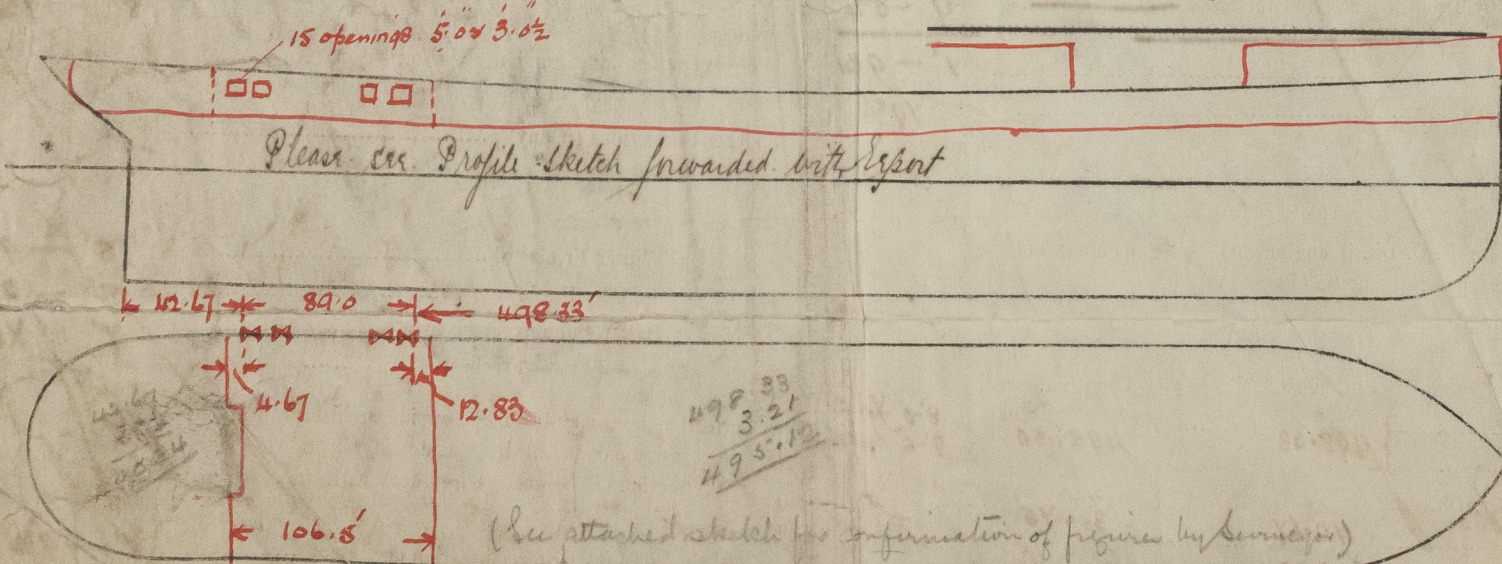 15 openings 5'.0" x 3'.0½
Please see Profile sketch forwarded with Report
42.67 89.0 498.33'
4.67
12.83
498.33
3.21
495.12
106.5'
(See attached sketch for confirmation of figures by Surveyor)